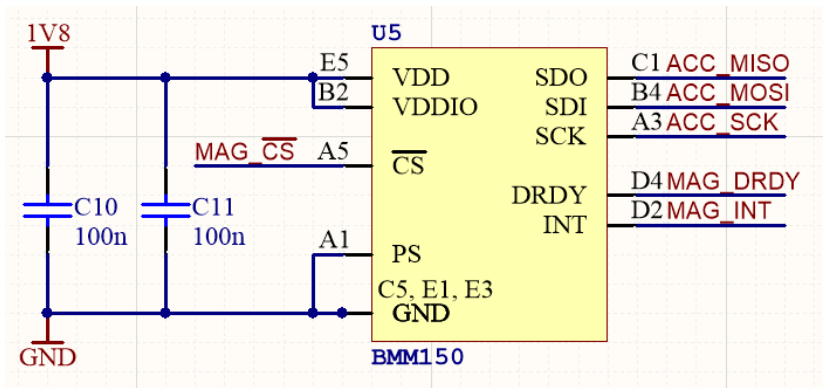 1V8
U5
E5
VDD
SDO
C1
ACC_MISO
B2
VDDIO
SDI
B4
ACC_MOSI
SCK
A3
ACC_SCK
MAG_CS
A5
CS
DRDY
D4
MAG_DRDY
C10
100n
C11
100n
INT
D2
MAG_INT
A1
PS
C5, E1, E3
GND
GND
BMM150